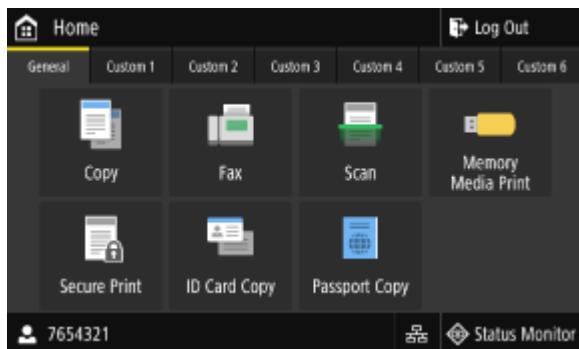 Home
Log Out
General
Custom 1
Custom 2
Custom 3
Custom 4
Custom 5
Custom 6
Copy
Fax
Scan
Memory
Media Print
Secure Print
ID Card Copy
Passport Copy
7654321
Status Monitor